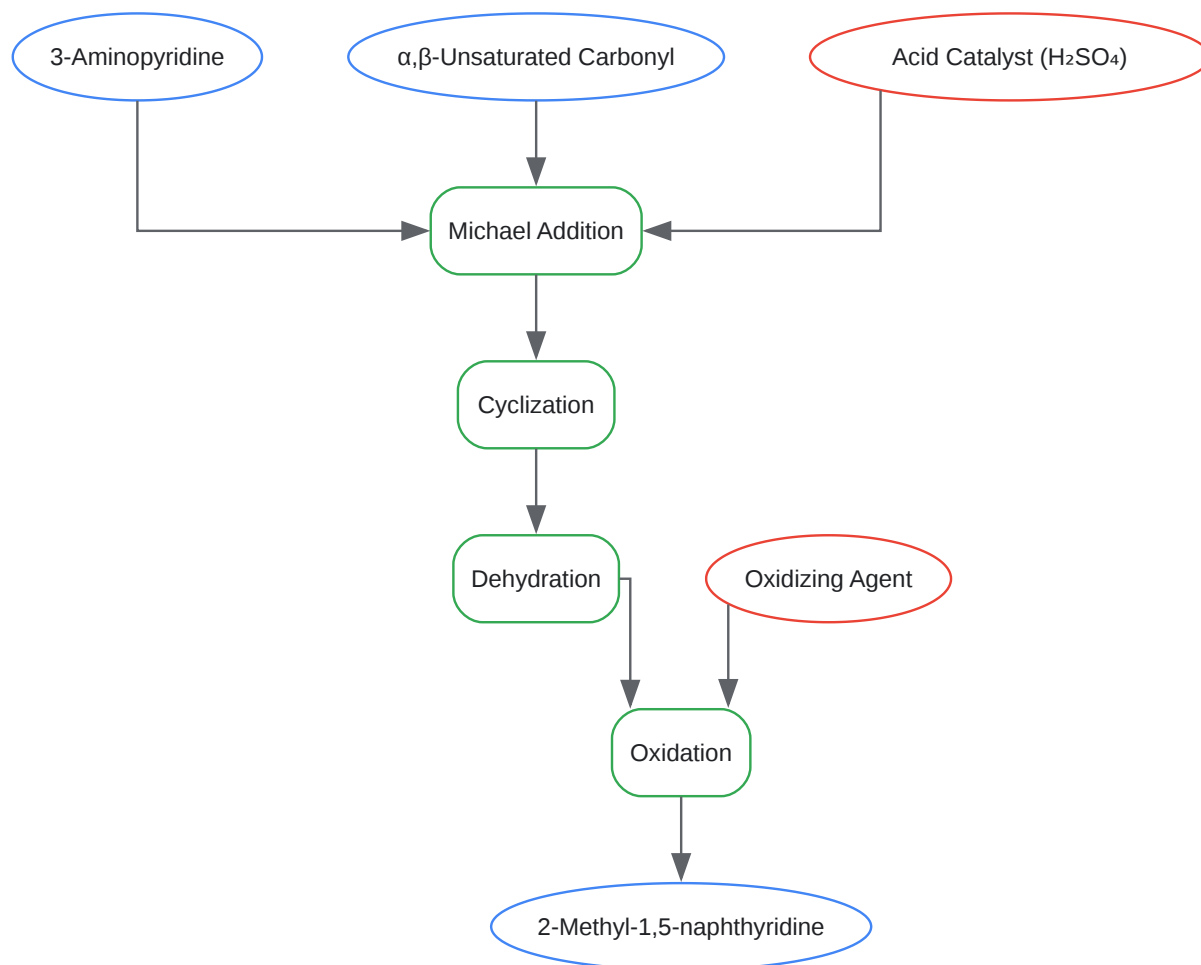 3-Aminopyridine
α,β-Unsaturated Carbonyl
Acid Catalyst (H₂SO₄)
Michael Addition
Cyclization
Dehydration
Oxidizing Agent
Oxidation
2-Methyl-1,5-naphthyridine